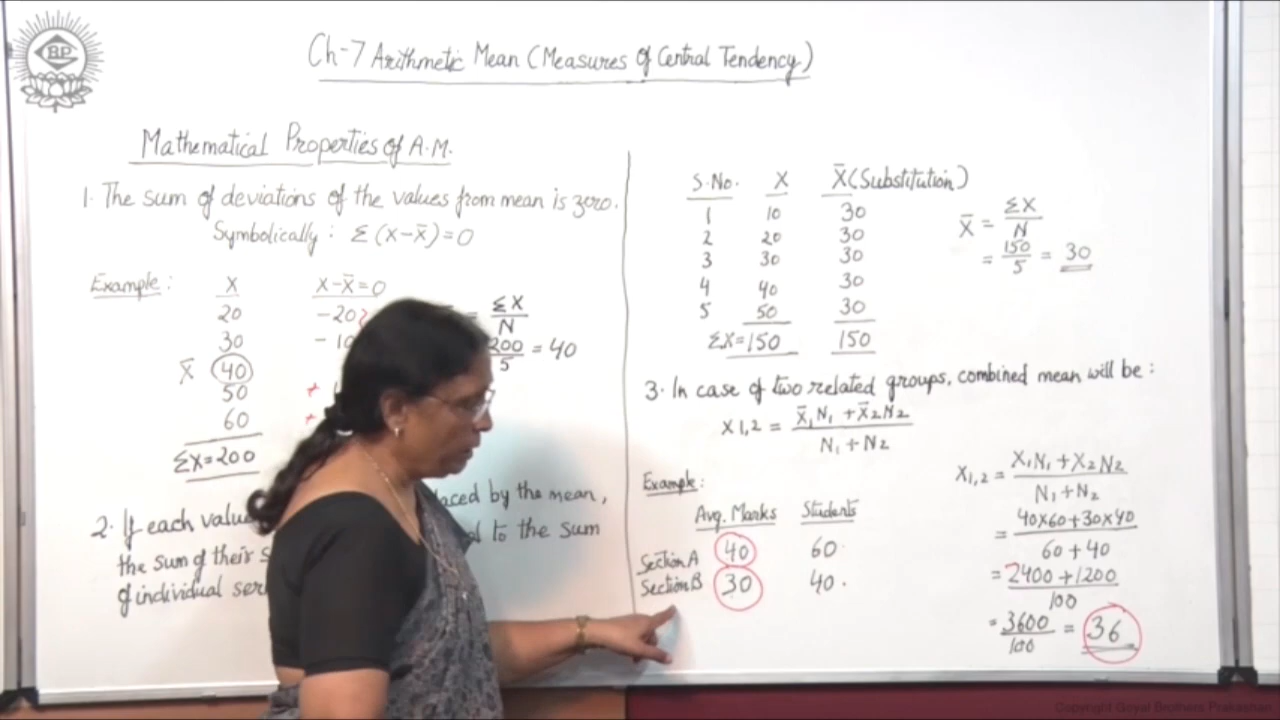 BP
Ch-7 Arithmetic Mean (Measures of Central Tendency)
Mathematical Properties of A.M.
1. The sum of deviations of the values from mean is zero.
Symbolically: Σ(X-X̄)=0
Example:
X X-X̄=0
20 -20
30 -10
X̄ 40
50 +
60 +
ΣX=200
= ΣX/N
200/5 = 40
2. If each value by the mean,
the sum of their to the sum
of individual
S.No. X X̄(Substitution)
1 10 30
2 20 30
3 30 30
4 40 30
5 50 30
ΣX=150 150
X̄ = ΣX/N
= 150/5 = 30
3. In case of two related groups, combined mean will be:
X1,2 = X̄1N1+X̄2N2/N1+N2
Example:
Avg. Marks Students
Section A 40 60
Section B 30 40
X1,2 = X1N1+X2N2/N1+N2
= 40x60+30x40/60+40
= 2400+1200/100
= 3600/100 = 36
Copyright Goyal Brothers Prakashan